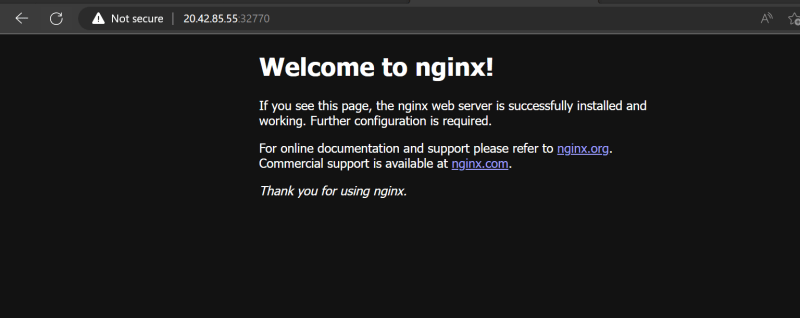 Not secure | 20.42.85.55:32770
Welcome to nginx!
If you see this page, the nginx web server is successfully installed and
working. Further configuration is required.
For online documentation and support please refer to nginx.org.
Commercial support is available at nginx.com.
Thank you for using nginx.